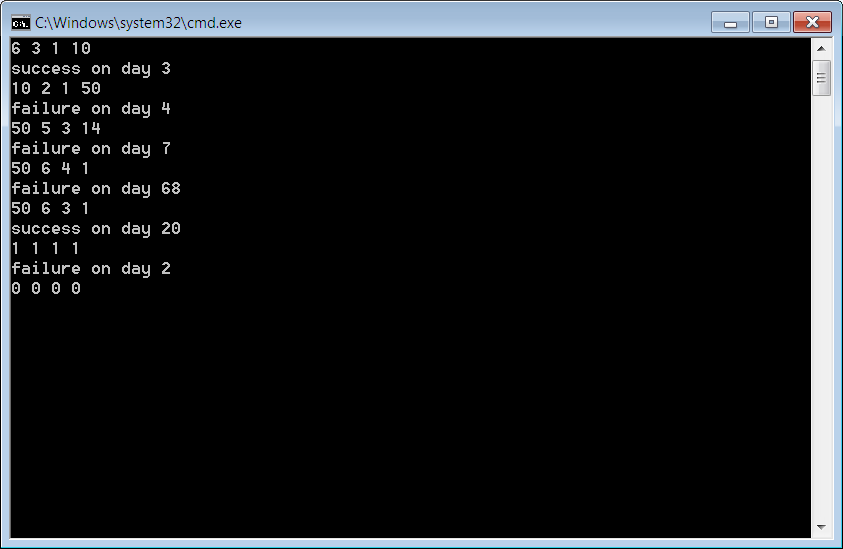 C:\Windows\system32\cmd.exe
6 3 1 10
success on day 3
10 2 1 50
failure on day 4
50 5 3 14
failure on day 7
50 6 4 1
failure on day 68
50 6 3 1
success on day 20
1 1 1 1
failure on day 2
0 0 0 0